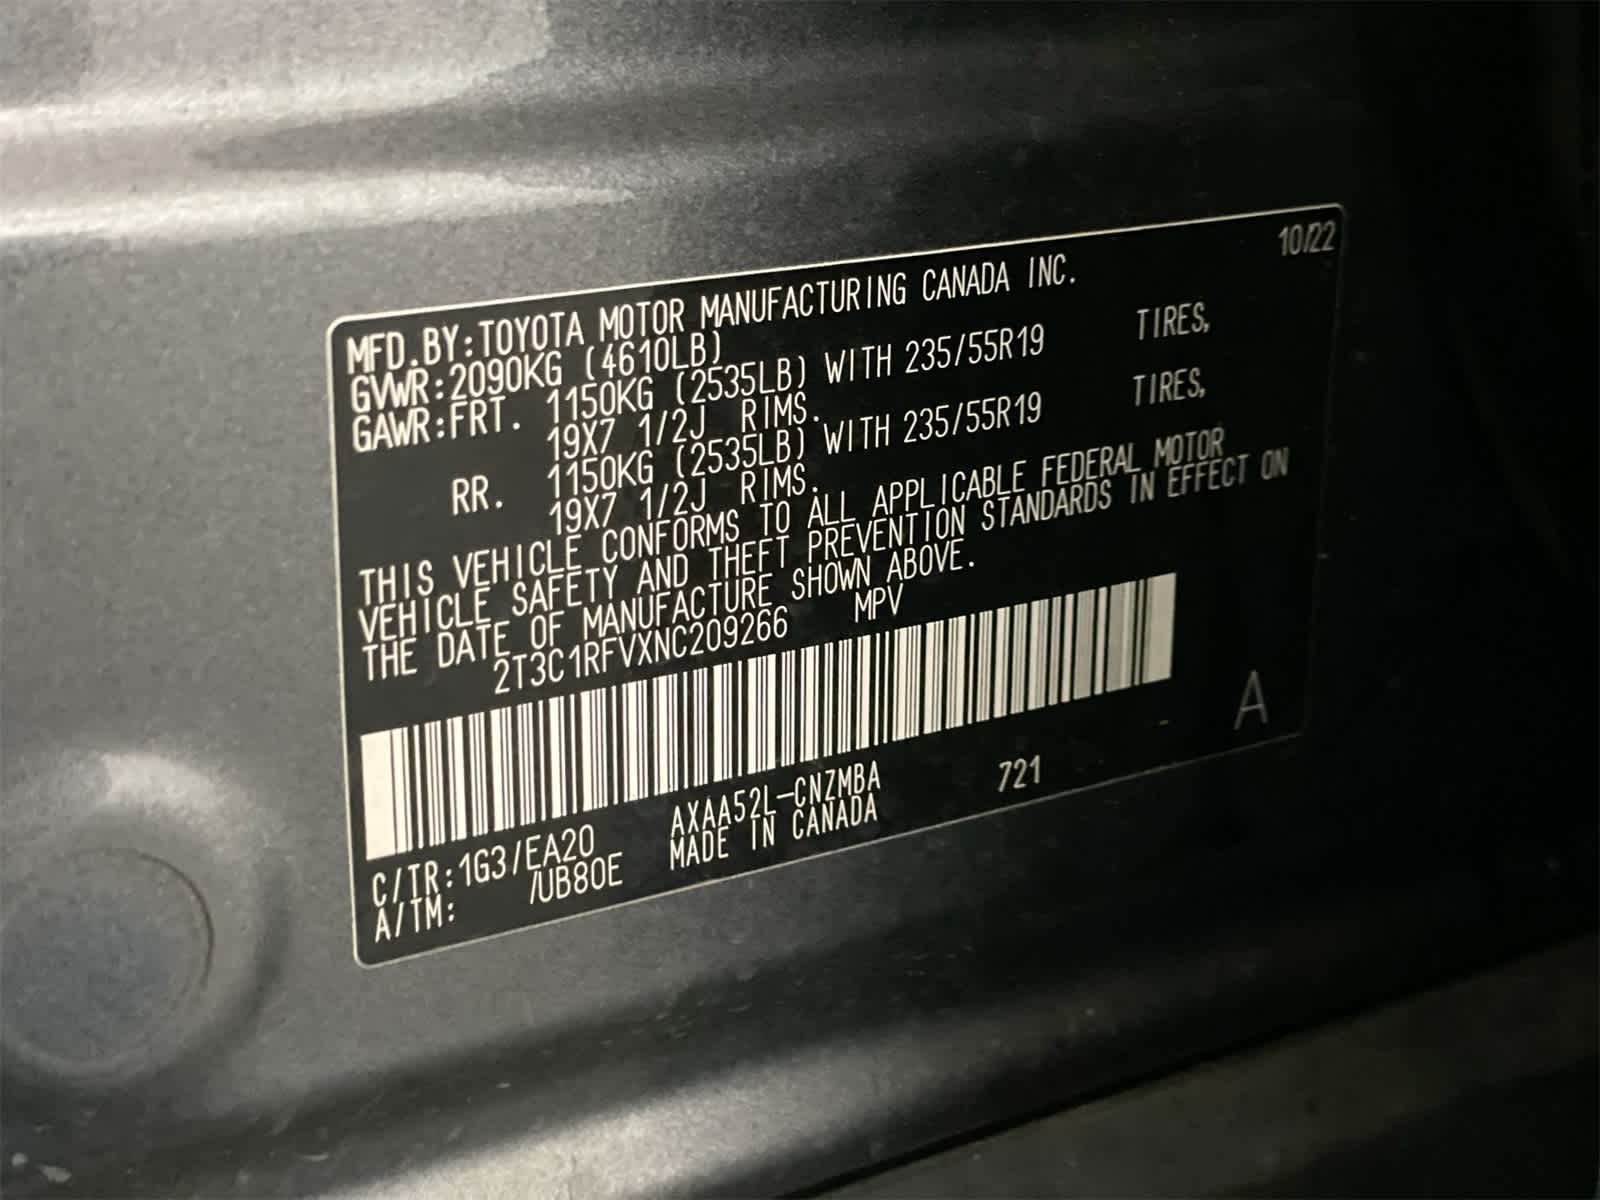 10/22
MFD.BY:TOYOTA MOTOR MANUFACTURING CANADA INC.
GVWR:2090KG (4610LB)
GAWR:FRT. 1150KG (2535LB) WITH 235/55R19 TIRES,
19X7 1/2J RIMS.
RR. 1150KG (2535LB) WITH 235/55R19 TIRES,
19X7 1/2J RIMS.
THIS VEHICLE CONFORMS TO ALL APPLICABLE FEDERAL MOTOR
VEHICLE SAFETY AND THEFT PREVENTION STANDARDS IN EFFECT ON
THE DATE OF MANUFACTURE SHOWN ABOVE.
2T3C1RFVXNC209266 MPV
A
C/TR:1G3/EA20 AXAA52L-CNZMBA 721
A/TM: /UB80E MADE IN CANADA